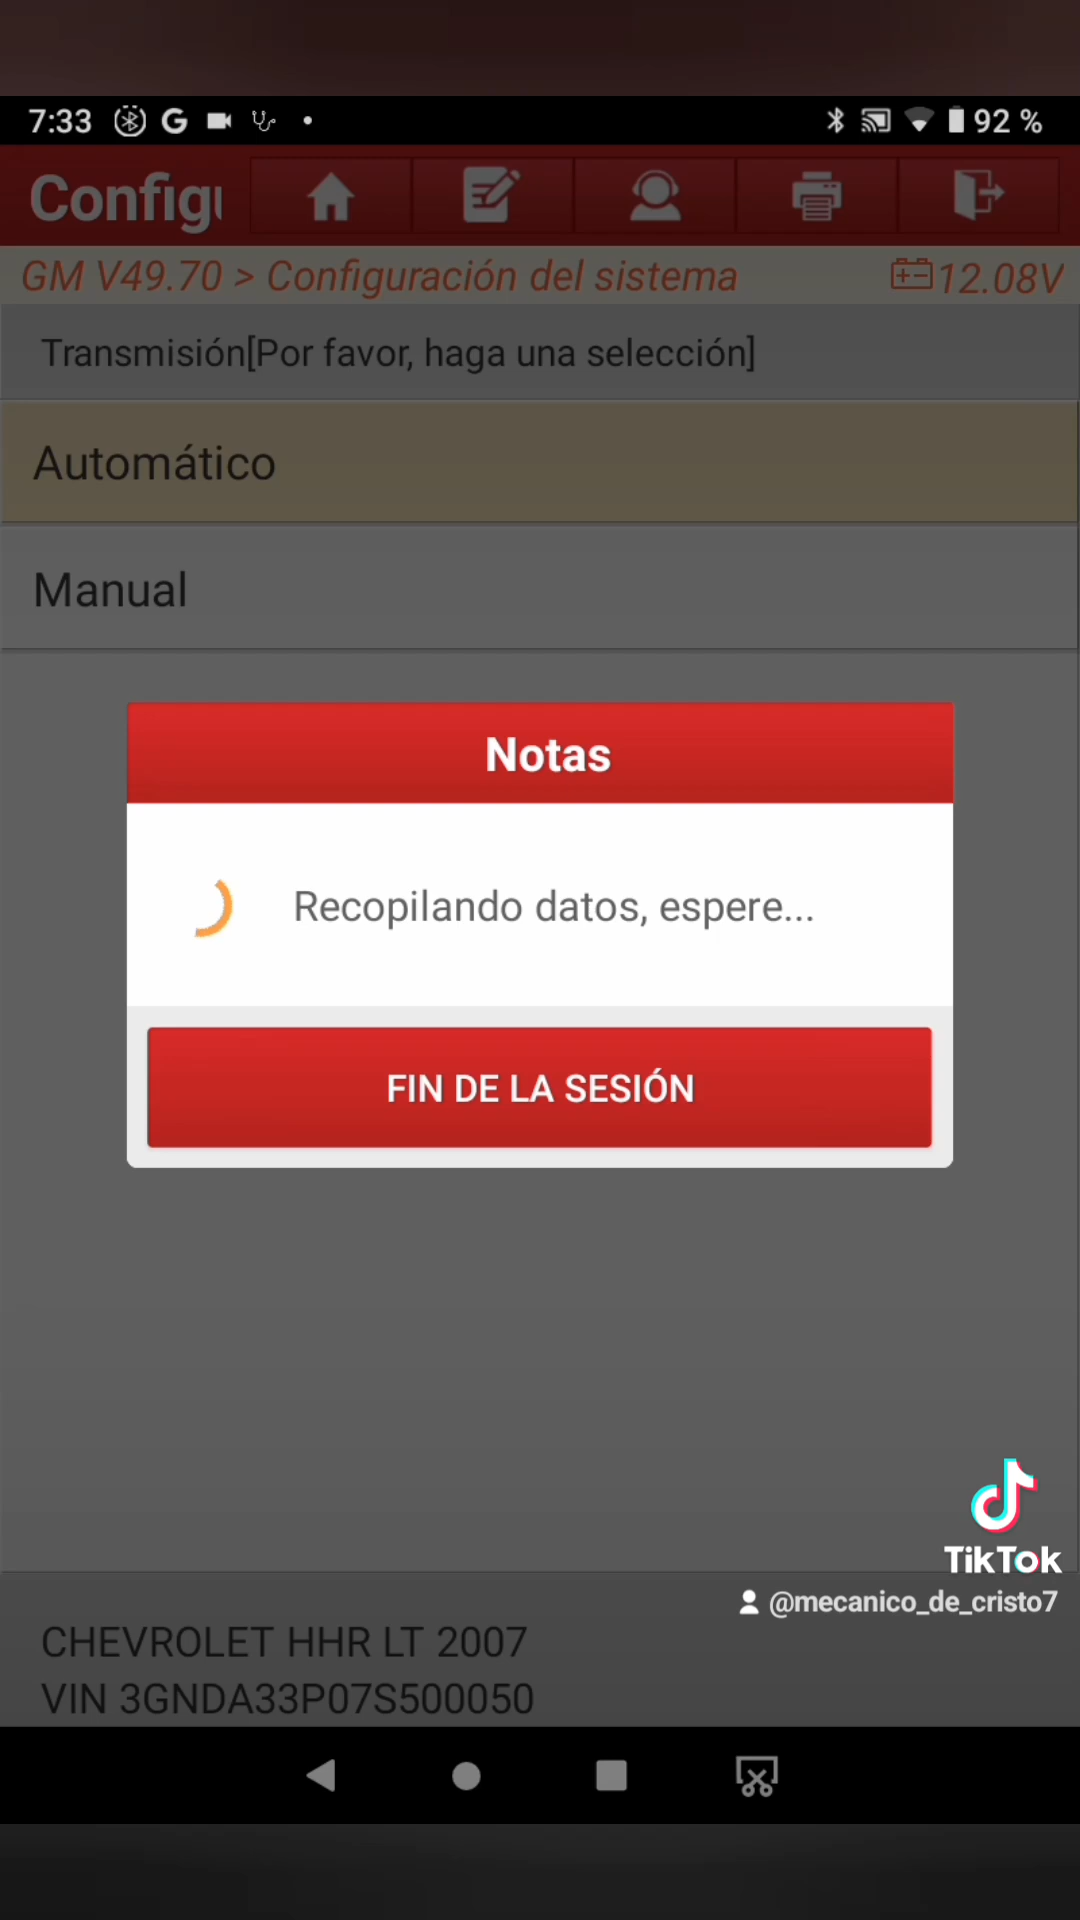 7:33 92 %
Configu
GM V49.70 > Configuración del sistema 12.08V
Transmisión[Por favor, haga una selección]
Automático
Manual
Notas
Recopilando datos, espere...
FIN DE LA SESIÓN
TikTok
@mecanico_de_cristo7
CHEVROLET HHR LT 2007
VIN 3GNDA33P07S500050